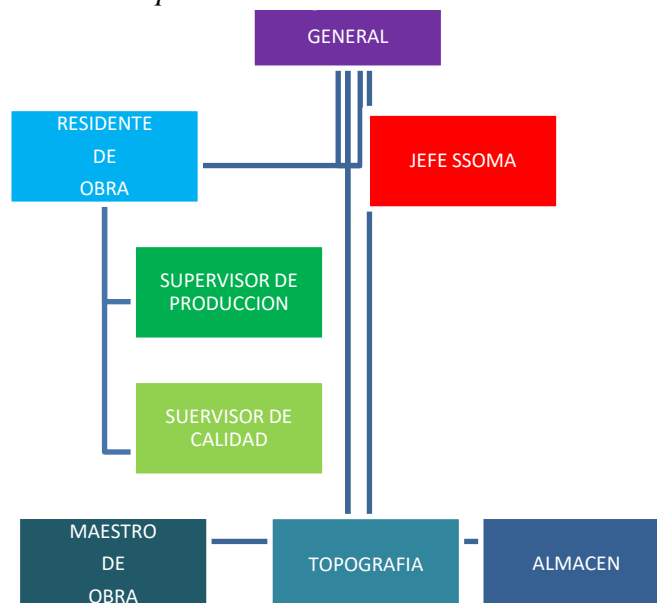 GENERAL
RESIDENTE
DE
OBRA
JEFE SSOMA
SUPERVISOR DE
PRODUCCION
SUERVISOR DE
CALIDAD
MAESTRO
DE
OBRA
TOPOGRAFIA
ALMACEN